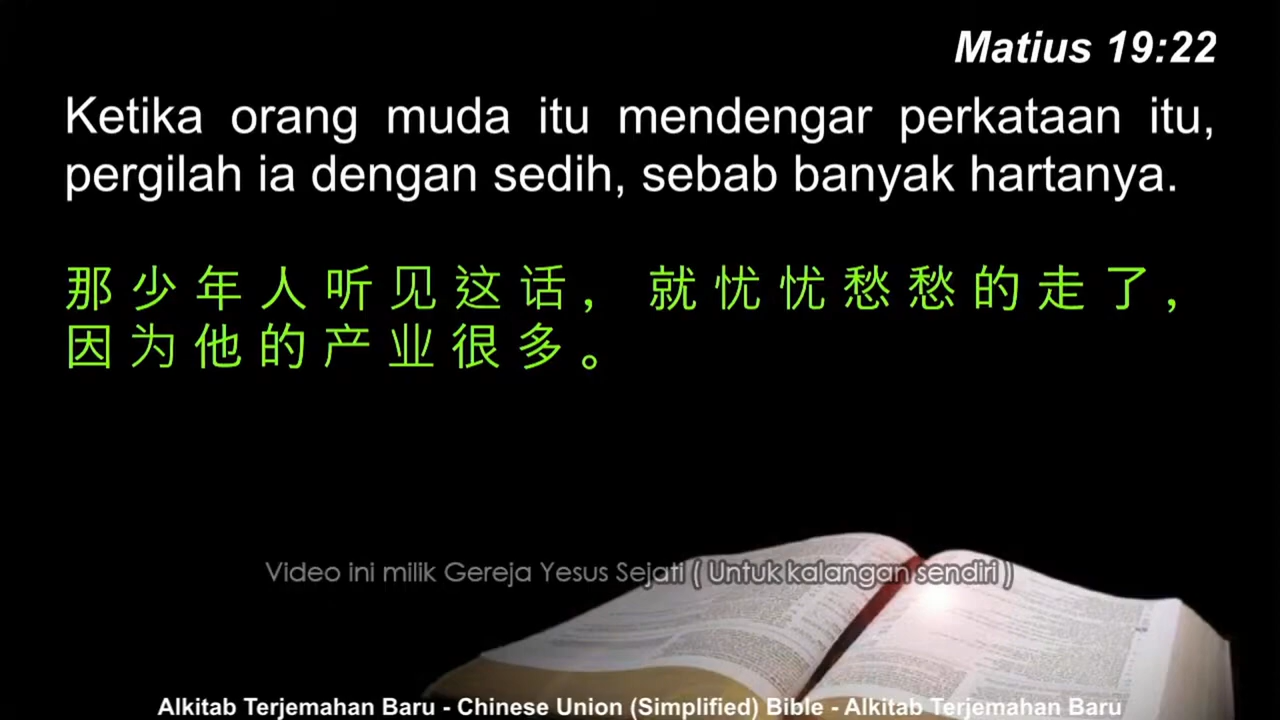 Matius 19:22
Ketika orang muda itu mendengar perkataan itu,
pergilah ia dengan sedih, sebab banyak hartanya.
那少年人听见这话，就忧忧愁愁的走了，
因为他的产业很多。
Video ini milik Gereja Yesus Sejati ( Untuk kalangan sendiri )
Alkitab Terjemahan Baru - Chinese Union (Simplified) Bible - Alkitab Terjemahan Baru